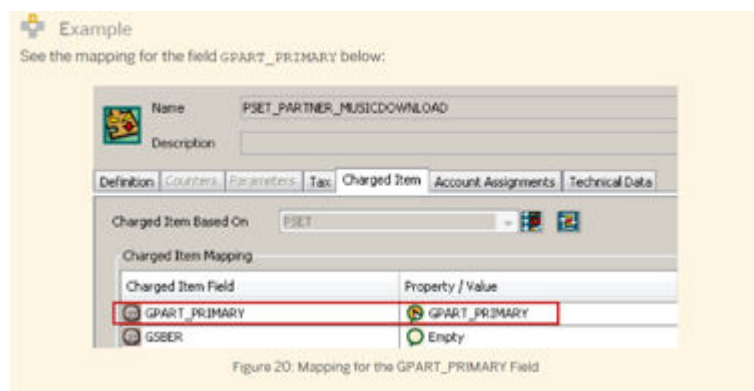 Example
See the mapping for the field GPART_PRIMARY below:
Name PSET_PARTNER_MUSICDOWNLOAD
Description
Definition Counters Parameters Tax Charged Item Account Assignments Technical Data
Charged Item Based On PSET
Charged Item Mapping
Charged Item Field Property / Value
GPART_PRIMARY GPART_PRIMARY
GSBER Empty
Figure 20: Mapping for the GPART_PRIMARY Field